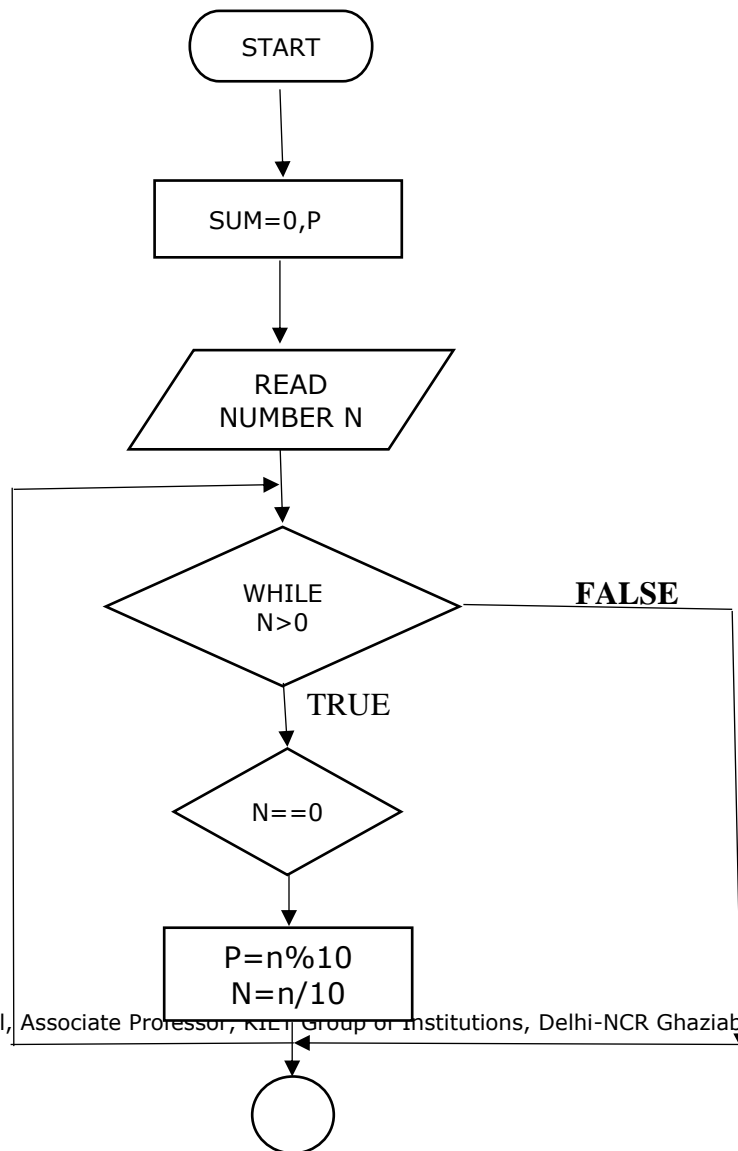 START
SUM=0,P
READ
NUMBER N
WHILE
N>0
FALSE
TRUE
N==0
P=n%10
N=n/10
, Associate Professor, KIET Group of Institutions, Delhi-NCR